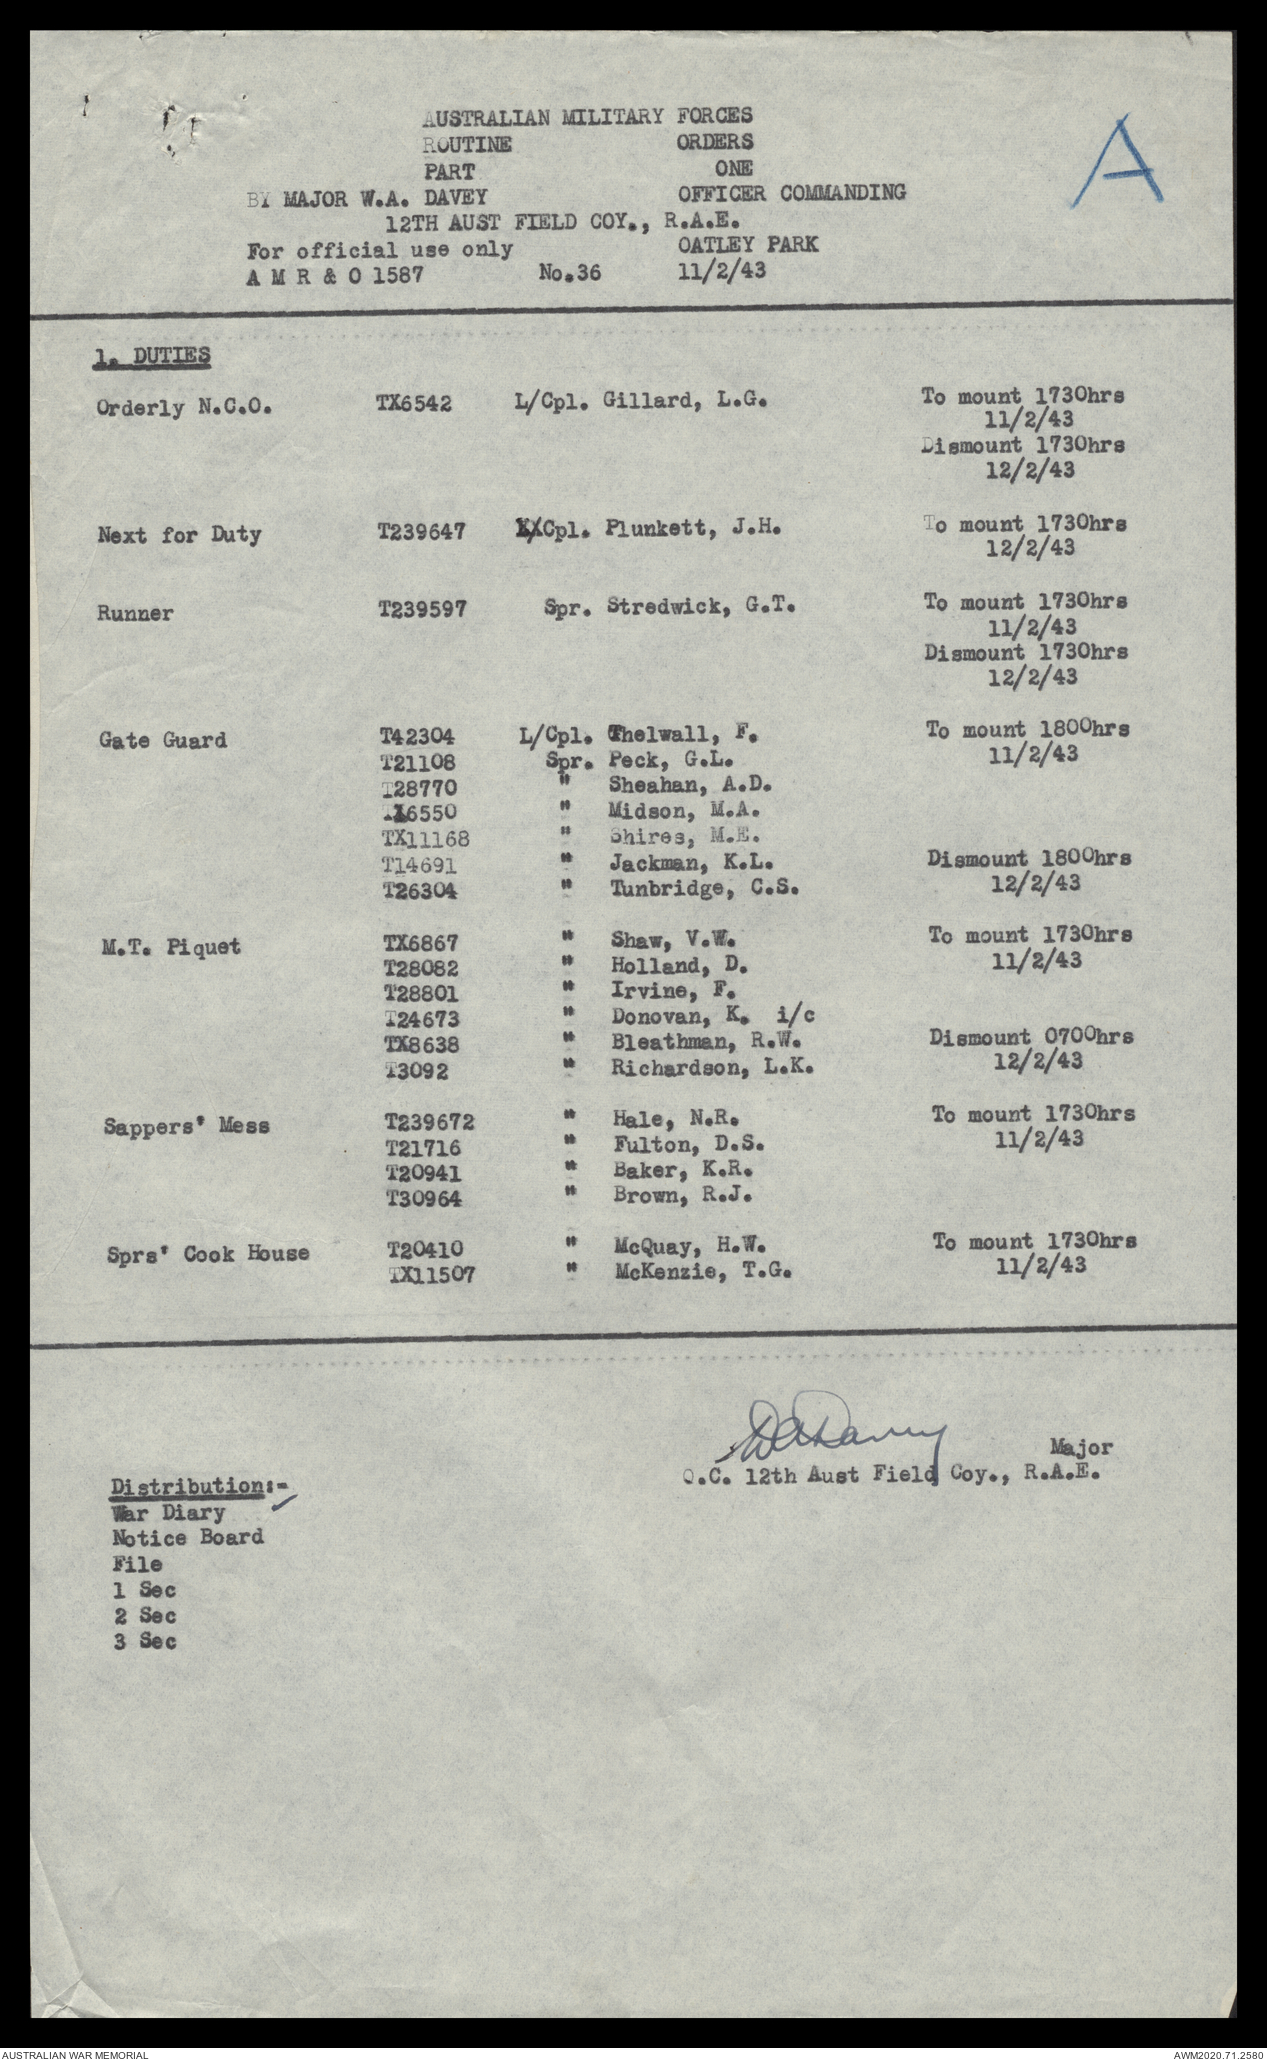 A
AUSTRALIAN MILITARY FORCES
ROUTINE ORDERS
PART ONE
BY MAJOR W.A. DAVEY OFFICER COMMANDING
12TH AUST FIELD COY., R.A.E.
For official use only OATLEY PARK
A M R & O 1587 No.36 11/2/43
1. DUTIES
Orderly N.C.O. TX6542 L/Cpl. Gillard, L.G. To mount 1730hrs
11/2/43
Dismount 1730hrs
12/2/43
Next for Duty T239647 Cpl. Plunkett, J.H. To mount 1730hrs
12/2/43
Runner T239597 Spr. Stredwick, G.T. To mount 1730hrs
11/2/43
Dismount 1730hrs
12/2/43
Gate Guard T42304 L/Cpl. Thelwall, F. To mount 1800hrs
T21108 Spr. Peck, G.L. 11/2/43
T28770 " Sheahan, A.D.
" Midson, M.A.
TX11168 " Shires, M.E.
T14691 " Jackman, K.L. Dismount 1800hrs
T26304 " Tunbridge, C.S. 12/2/43
M.T. Piquet TX6867 " Shaw, V.W. To mount 1730hrs
T28082 " Holland, D. 11/2/43
T28801 " Irvine, F.
T24673 " Donovan, K. i/c
TX8638 " Bleathman, R.W. Dismount 0700hrs
T3092 " Richardson, L.K. 12/2/43
Sappers' Mess T239672 " Hale, N.R. To mount 1730hrs
T21716 " Fulton, D.S. 11/2/43
T20941 " Baker, K.R.
T30964 " Brown, R.J.
Sprs' Cook House T20410 " McQuay, H.W. To mount 1730hrs
TX11507 " McKenzie, T.G. 11/2/43
WADavey Major
O.C. 12th Aust Field Coy., R.A.E.
Distribution:-
War Diary
Notice Board
File
1 Sec
2 Sec
3 Sec
AUSTRALIAN WAR MEMORIAL AWM2020.71.2580